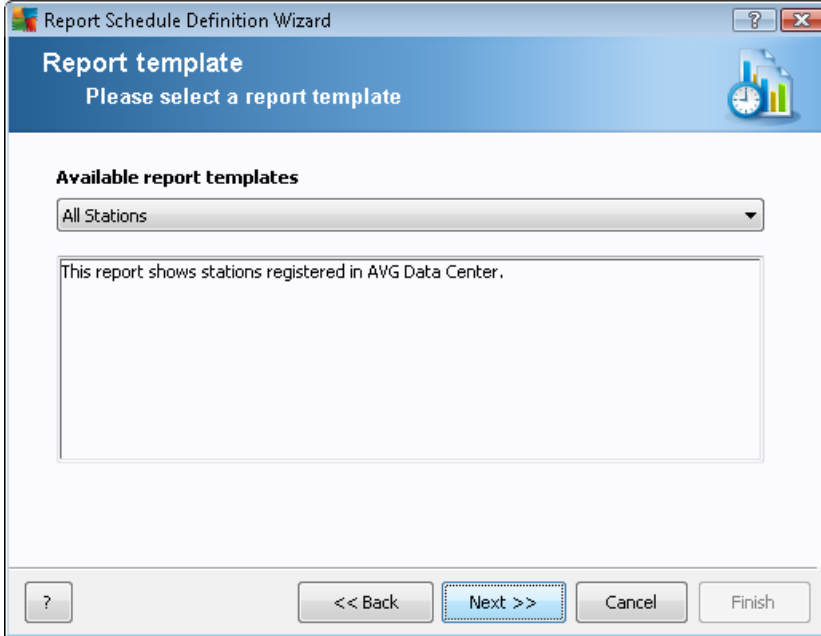 Report Schedule Definition Wizard
?
Report template
Please select a report template
Available report templates
All Stations
This report shows stations registered in AVG Data Center.
? << Back Next >> Cancel Finish